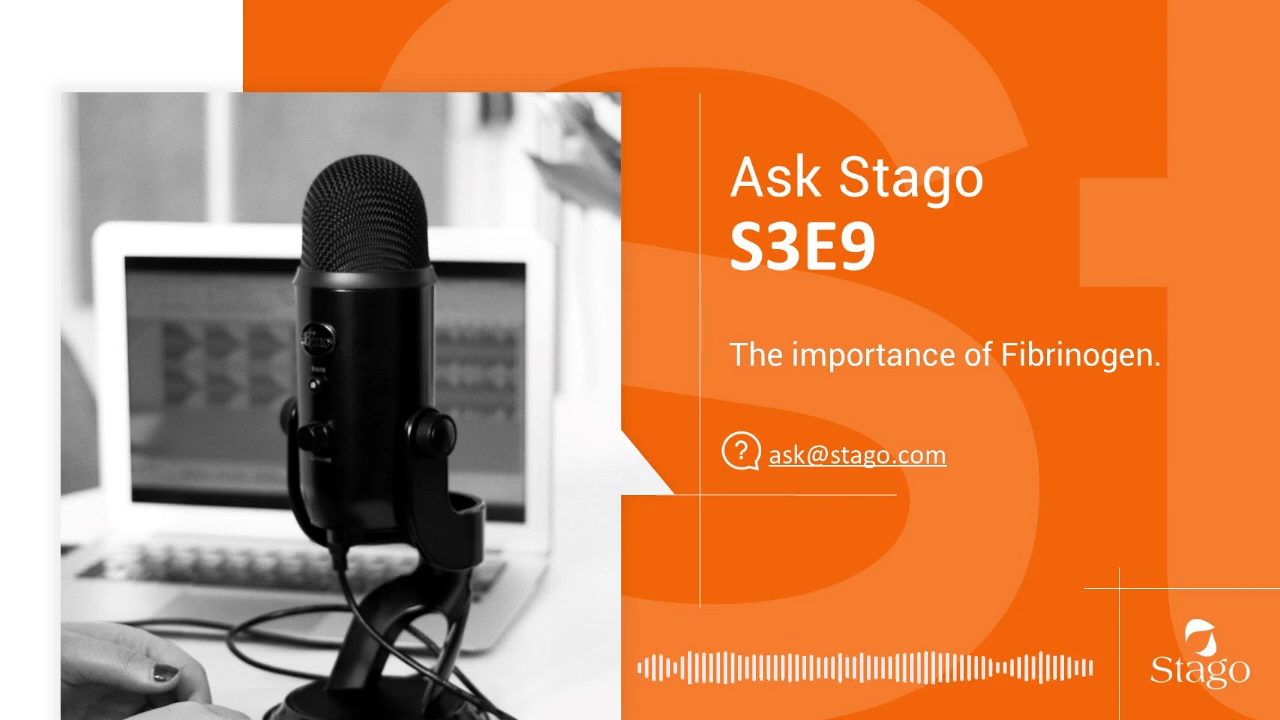 Ask Stago
S3E9
The importance of Fibrinogen.
ask@stago.com
Stago